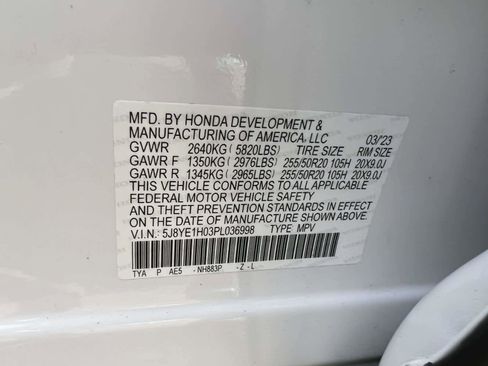 MFD. BY HONDA DEVELOPMENT &
MANUFACTURING OF AMERICA, LLC 03/23
GVWR 2640KG(5820LBS) TIRE SIZE RIM SIZE
GAWR F 1350KG(2976LBS) 255/50R20 105H 20X9.0J
GAWR R 1345KG(2965LBS) 255/50R20 105H 20X9.0J
THIS VEHICLE CONFORMS TO ALL APPLICABLE
FEDERAL MOTOR VEHICLE SAFETY
AND THEFT PREVENTION STANDARDS IN EFFECT
ON THE DATE OF MANUFACTURE SHOWN ABOVE.
V.I.N.: 5J8YE1H03PL036998 TYPE: MPV
TYA P AE5 -NH883P -Z-L